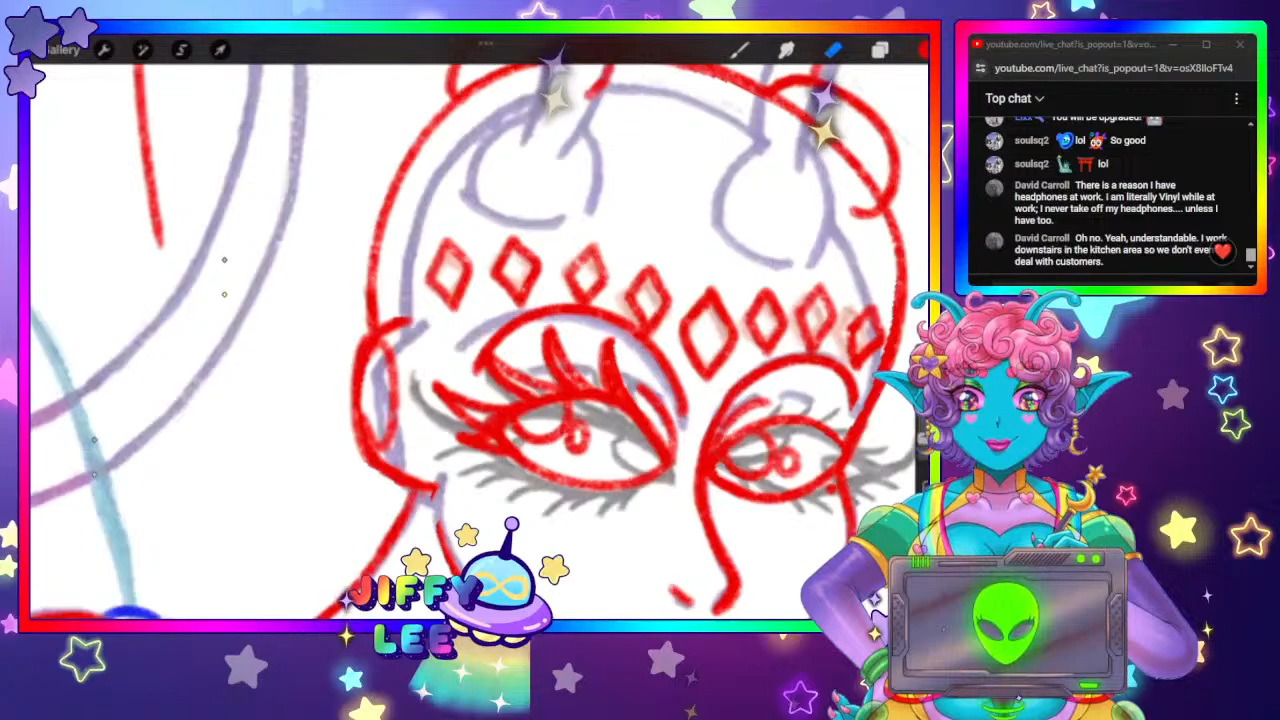 allery
youtube.com/live_chat?is_popout=1&v=o...
youtube.com/live_chat?is_popout=1&v=osX8lIoFTv4
Top chat
You will be upgraded!
soulsq2 lol So good
soulsq2 lol
David Carroll There is a reason I have
headphones at work. I am literally Vinyl while at
work; I never take off my headphones.... unless I
have too.
David Carroll Oh no. Yeah, understandable. I work
downstairs in the kitchen area so we don't even
deal with customers.
JIFFY
LEE